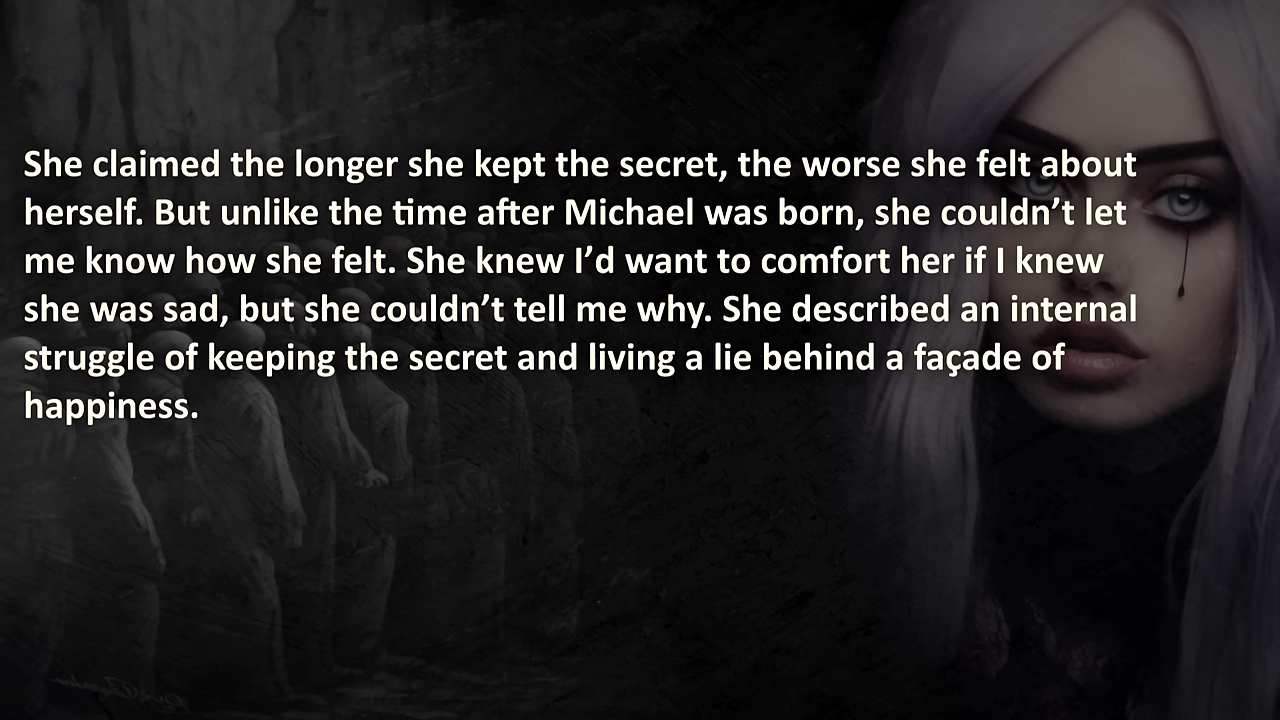 She claimed the longer she kept the secret, the worse she felt about
herself. But unlike the time after Michael was born, she couldn’t let
me know how she felt. She knew I’d want to comfort her if I knew
she was sad, but she couldn’t tell me why. She described an internal
struggle of keeping the secret and living a lie behind a façade of
happiness.